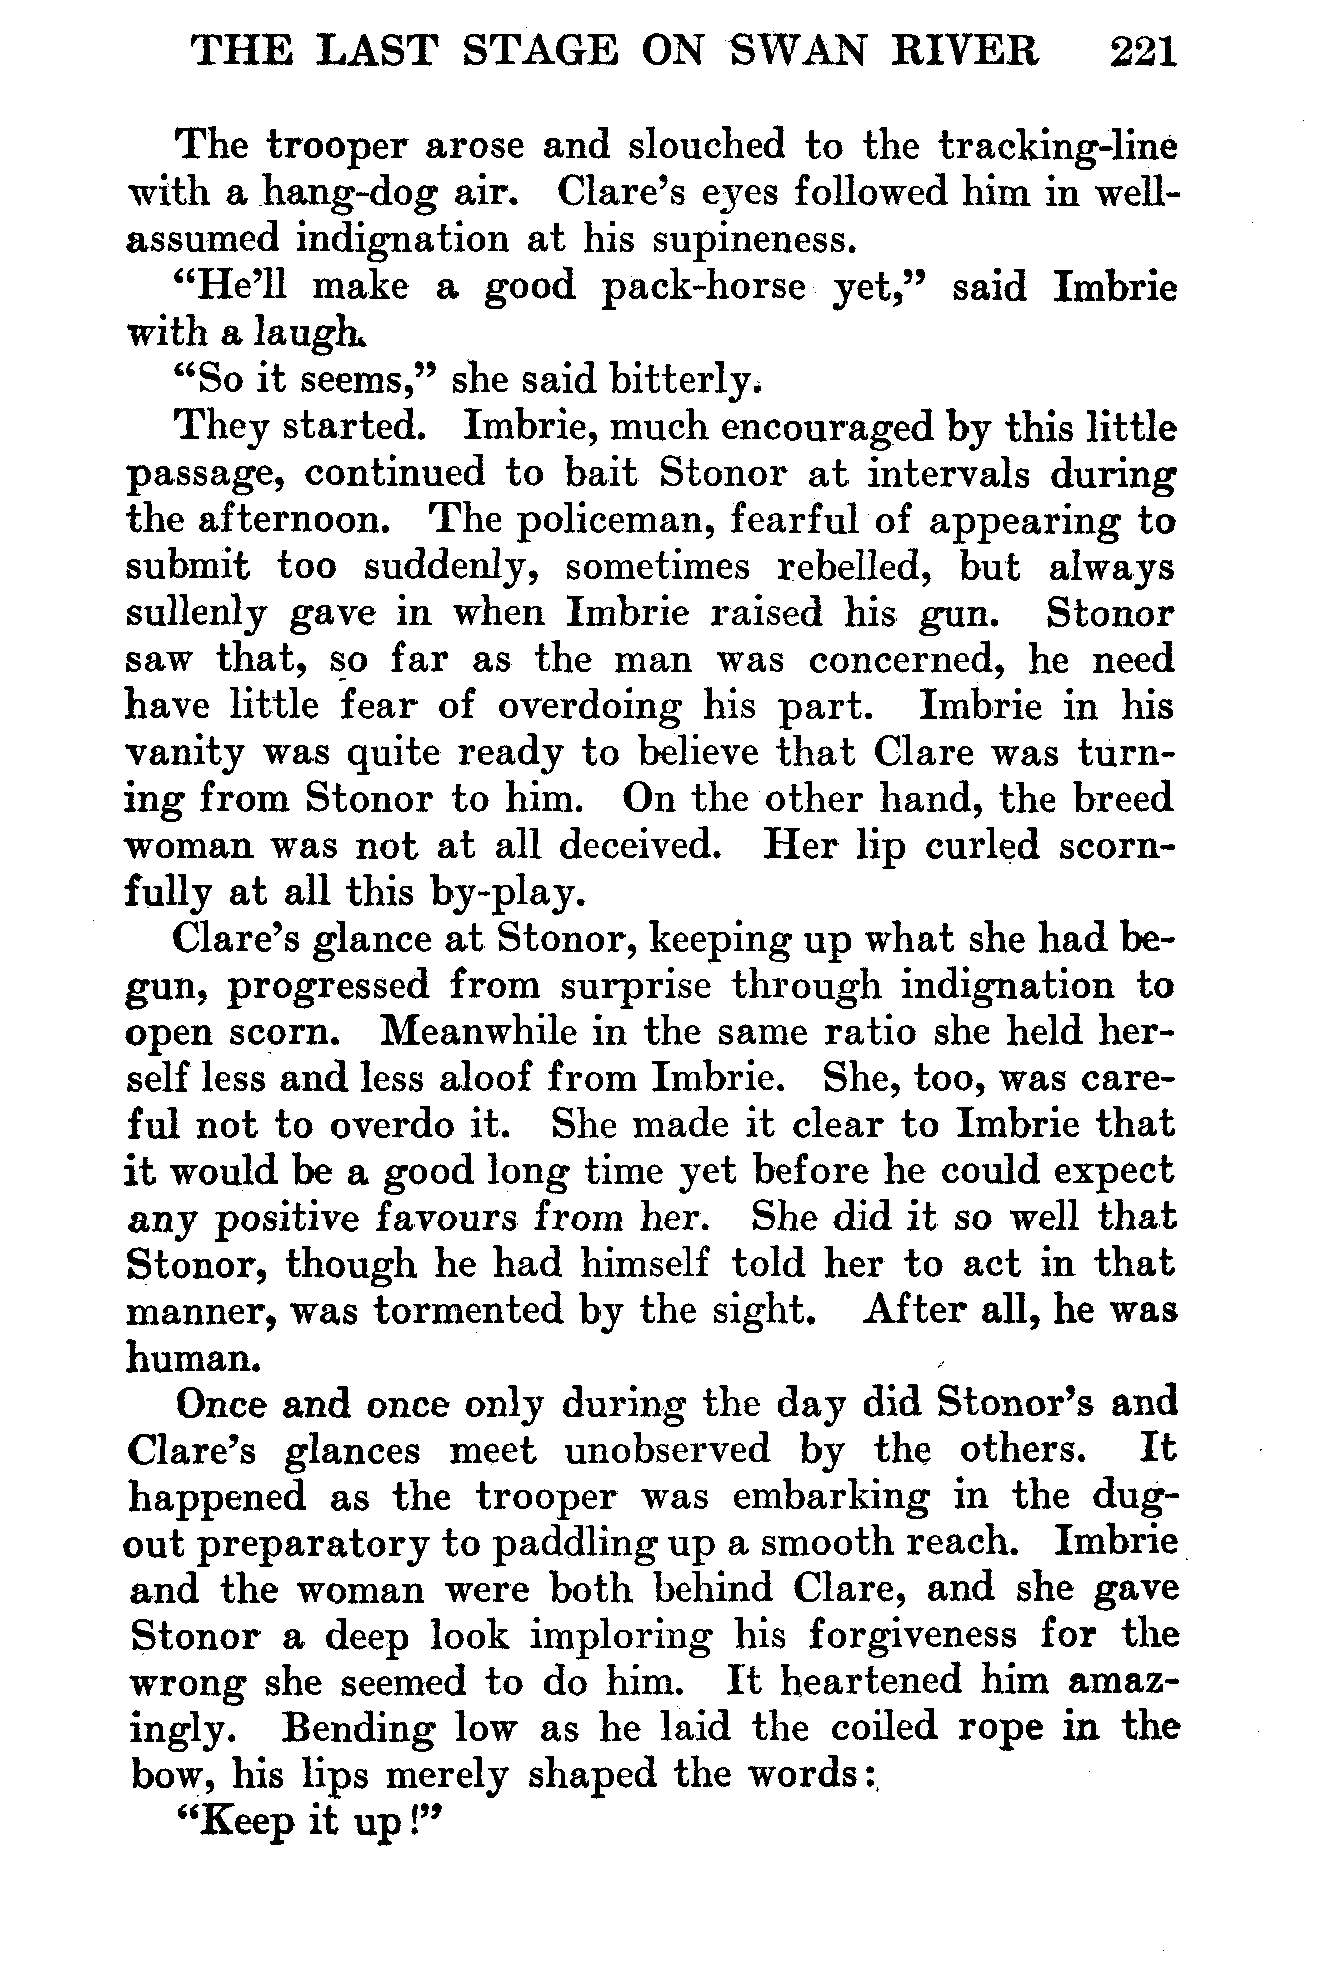 THE LAST STAGE ON SWAN RIVER 221
The trooper arose and slouched to the tracking-line
with a hang-dog air. Clare's eyes followed him in well-
assumed indignation at his supineness.
"He'll make a good pack-horse yet," said Imbrie
with a laugh.
"So it seems," she said bitterly.
They started. Imbrie, much encouraged by this little
passage, continued to bait Stonor at intervals during
the afternoon. The policeman, fearful of appearing to
submit too suddenly, sometimes rebelled, but always
sullenly gave in when Imbrie raised his gun. Stonor
saw that, so far as the man was concerned, he need
have little fear of overdoing his part. Imbrie in his
vanity was quite ready to believe that Clare was turn-
ing from Stonor to him. On the other hand, the breed
woman was not at all deceived. Her lip curled scorn-
fully at all this by-play.
Clare's glance at Stonor, keeping up what she had be-
gun, progressed from surprise through indignation to
open scorn. Meanwhile in the same ratio she held her-
self less and less aloof from Imbrie. She, too, was care-
ful not to overdo it. She made it clear to Imbrie that
it would be a good long time yet before he could expect
any positive favours from her. She did it so well that
Stonor, though he had himself told her to act in that
manner, was tormented by the sight. After all, he was
human.
Once and once only during the day did Stonor's and
Clare's glances meet unobserved by the others. It
happened as the trooper was embarking in the dug-
out preparatory to paddling up a smooth reach. Imbrie
and the woman were both behind Clare, and she gave
Stonor a deep look imploring his forgiveness for the
wrong she seemed to do him. It heartened him amaz-
ingly. Bending low as he laid the coiled rope in the
bow, his lips merely shaped the words:
"Keep it up!"